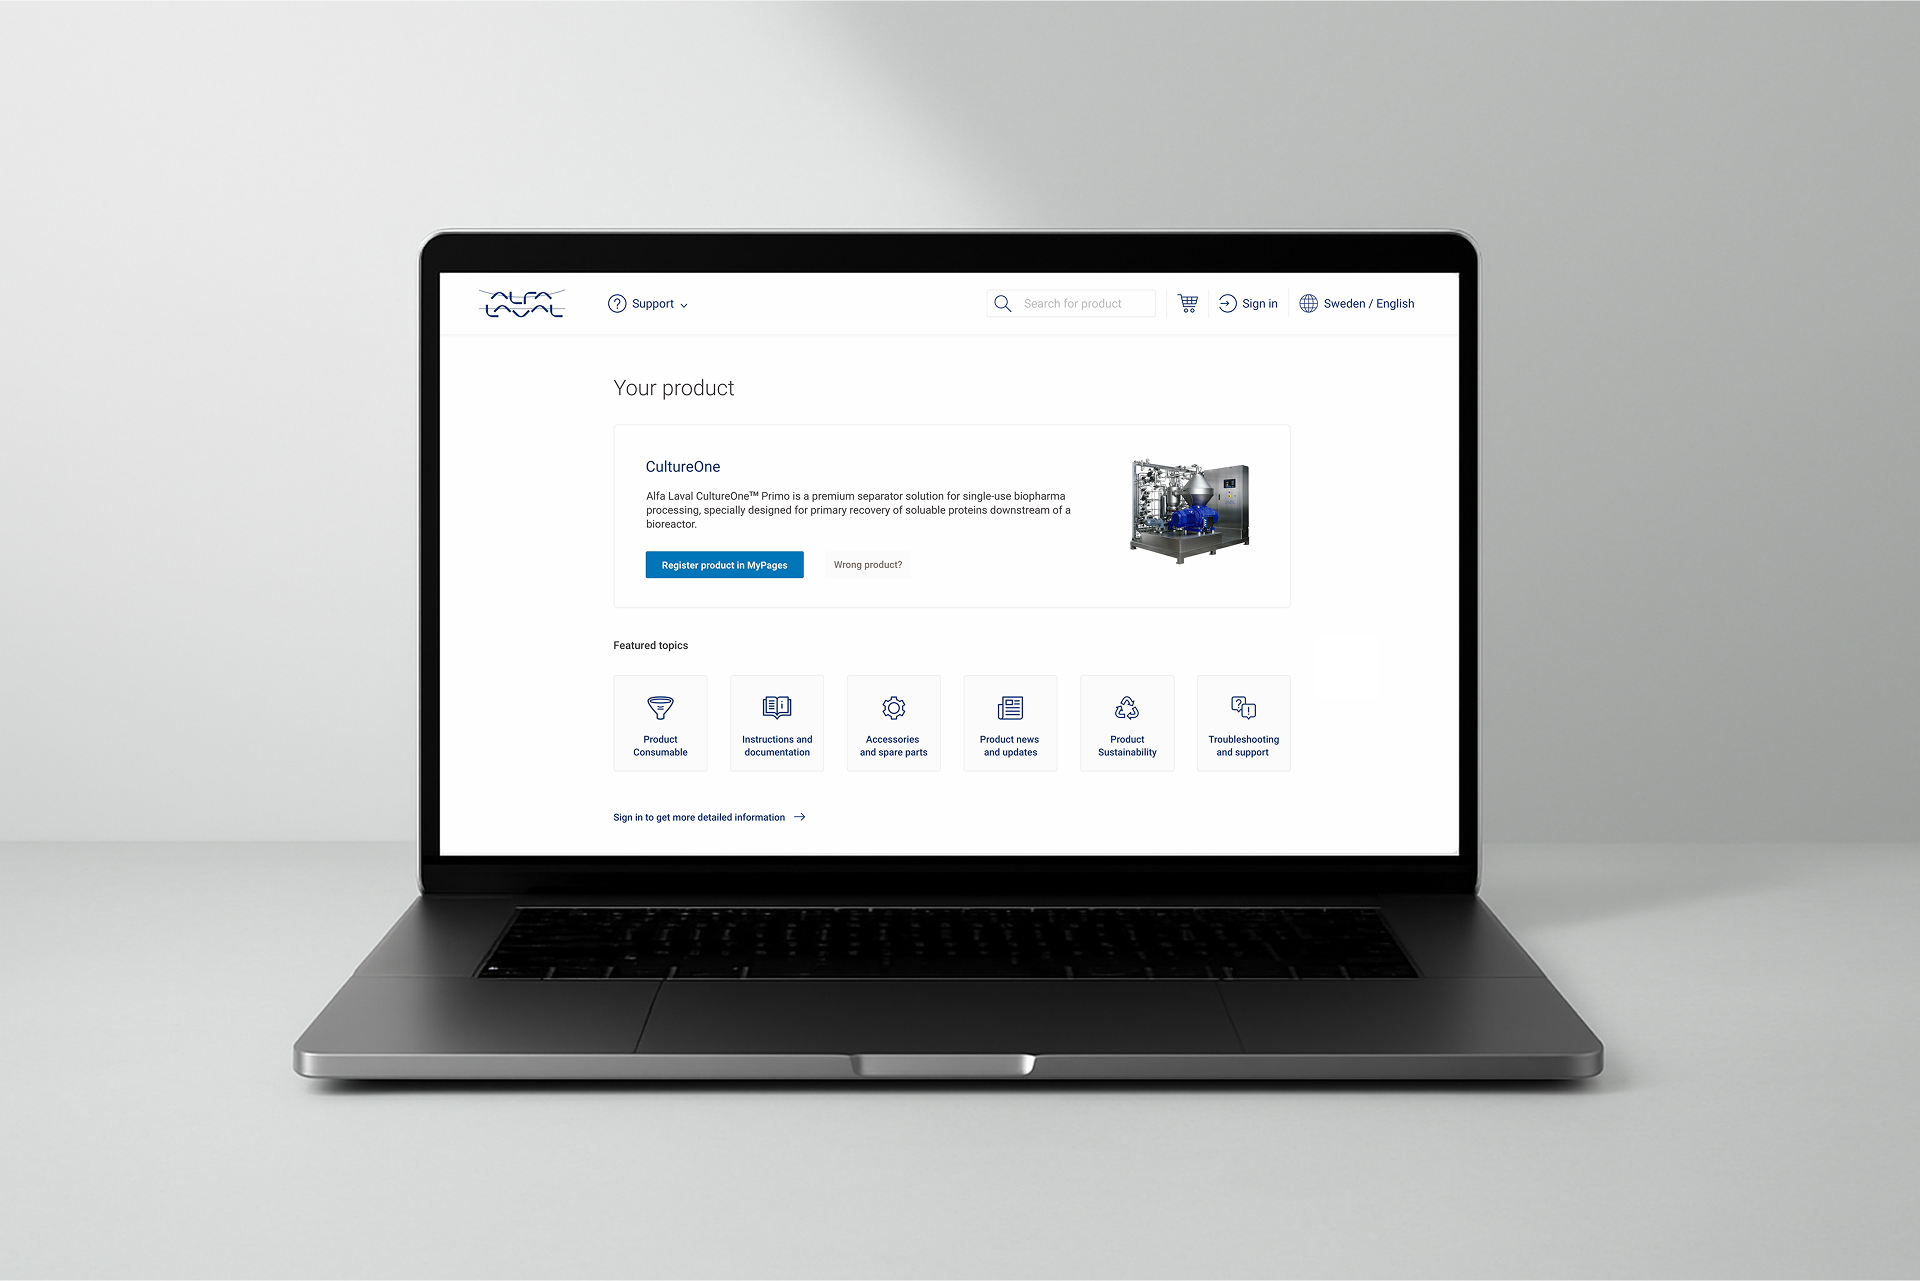 ALFA
LAVAL
Support
Search for product
Sign in
Sweden / English
Your product
CultureOne
Alfa Laval CultureOne™ Primo is a premium separator solution for single-use biopharma
processing, specially designed for primary recovery of soluable proteins downstream of a
bioreactor.
Register product in MyPages
Wrong product?
Featured topics
Product
Consumable
Instructions and
documentation
Accessories
and spare parts
Product news
and updates
Product
Sustainability
Troubleshooting
and support
Sign in to get more detailed information